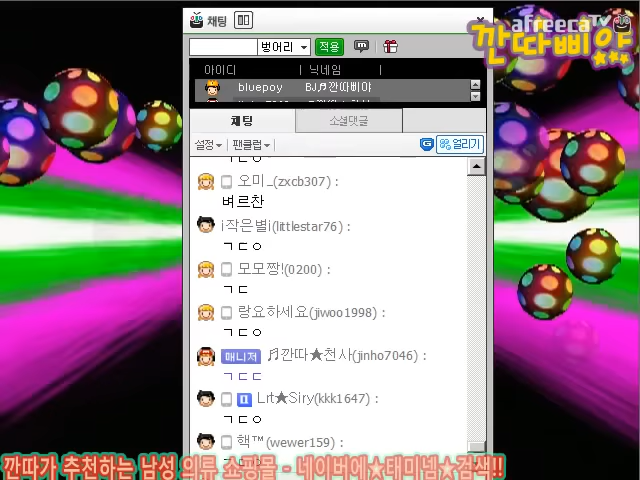 채팅
afreecaTV
깐따삐야
벙어리
적용
아이디 | 닉네임 |
bluepoy BJ♬깐따삐야
채팅 소셜댓글
설정 팬클럽 얼리기
오미_(zxcb307) :
벼르찬
i작은별i(littlestar76) :
ㄱㄷㅇ
모모짱!(0200) :
ㄱㄷ
랑요하세요(jiwoo1998) :
ㄱㄷㅇ
매니저 ♬깐따★천사(jinho7046) :
ㄱㄷㄷ
Lrt★Siry(kkk1647) :
ㄱㄷㅇ
핵™(wewer159) :
ㄱㄷㅇ
깐따가 추천하는 남성 의류 쇼핑몰 - 네이버에★태미넴★검색!!